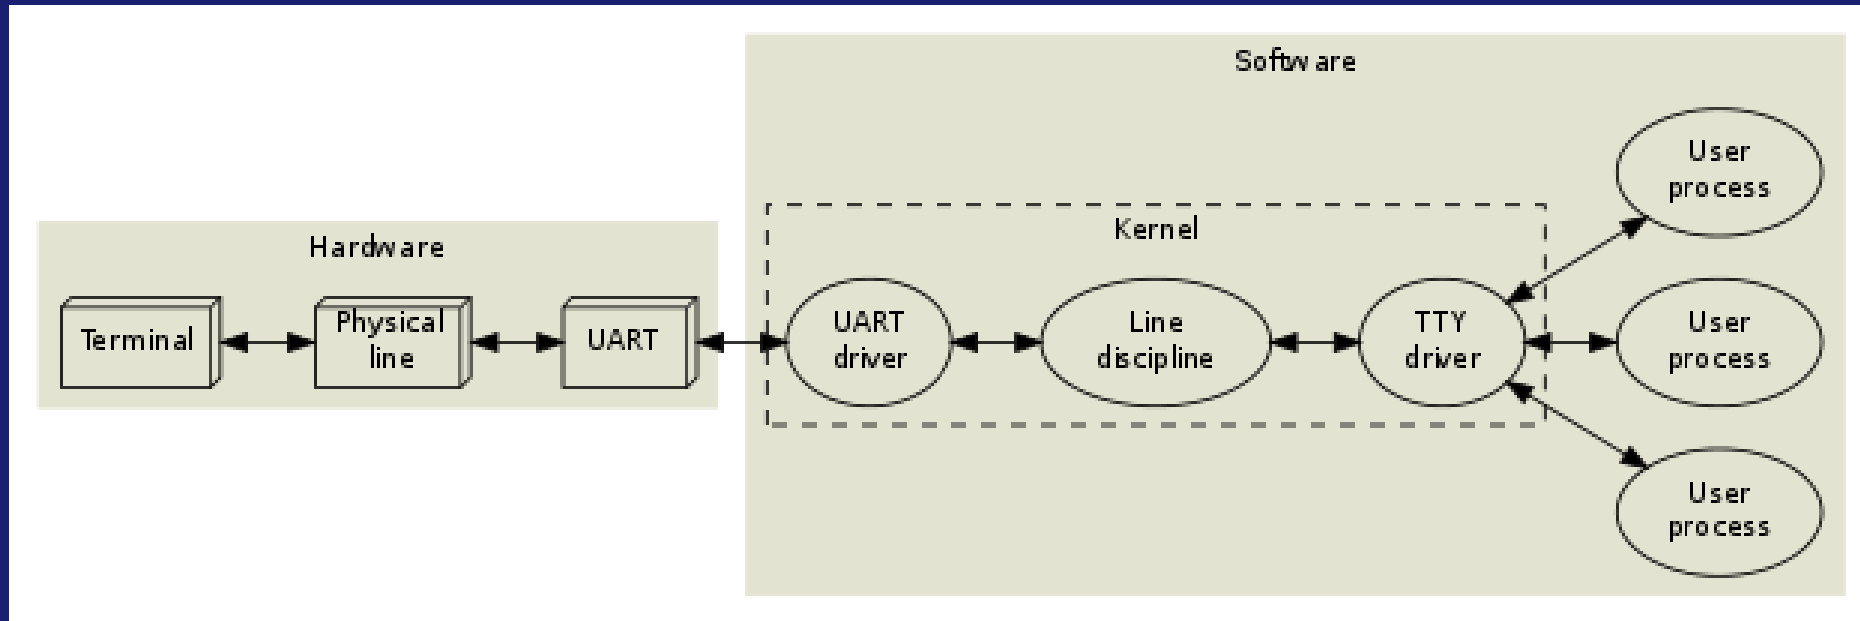 Software
User
process
Hardware
Kernel
Terminal
Physical
line
UART
UART
driver
Line
discipline
TTY
driver
User
process
User
process